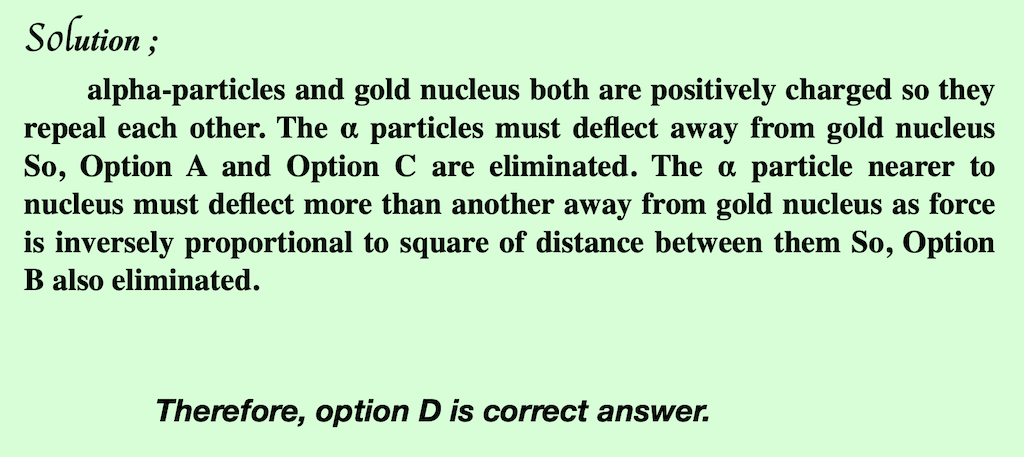 Solution ;
alpha-particles and gold nucleus both are positively charged so they
repeal each other. The α particles must deflect away from gold nucleus
So, Option A and Option C are eliminated. The α particle nearer to
nucleus must deflect more than another away from gold nucleus as force
is inversely proportional to square of distance between them So, Option
B also eliminated.
Therefore, option D is correct answer.